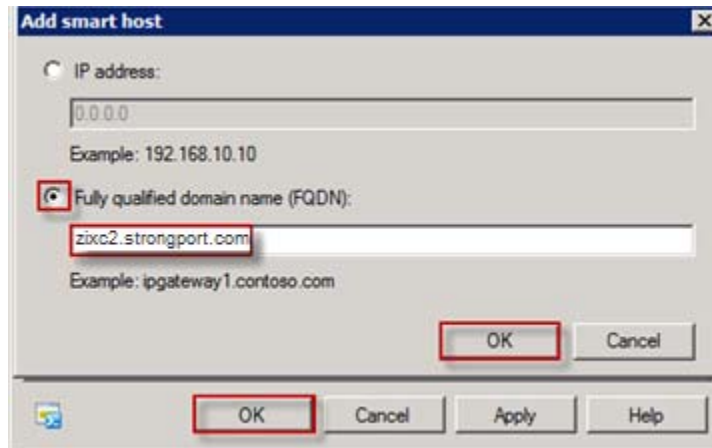 Add smart host
IP address:
0.0.0.0
Example: 192.168.10.10
Fully qualified domain name (FQDN):
zixc2.strongport.com
Example: ipgateway1.contoso.com
OK Cancel
OK Cancel Apply Help